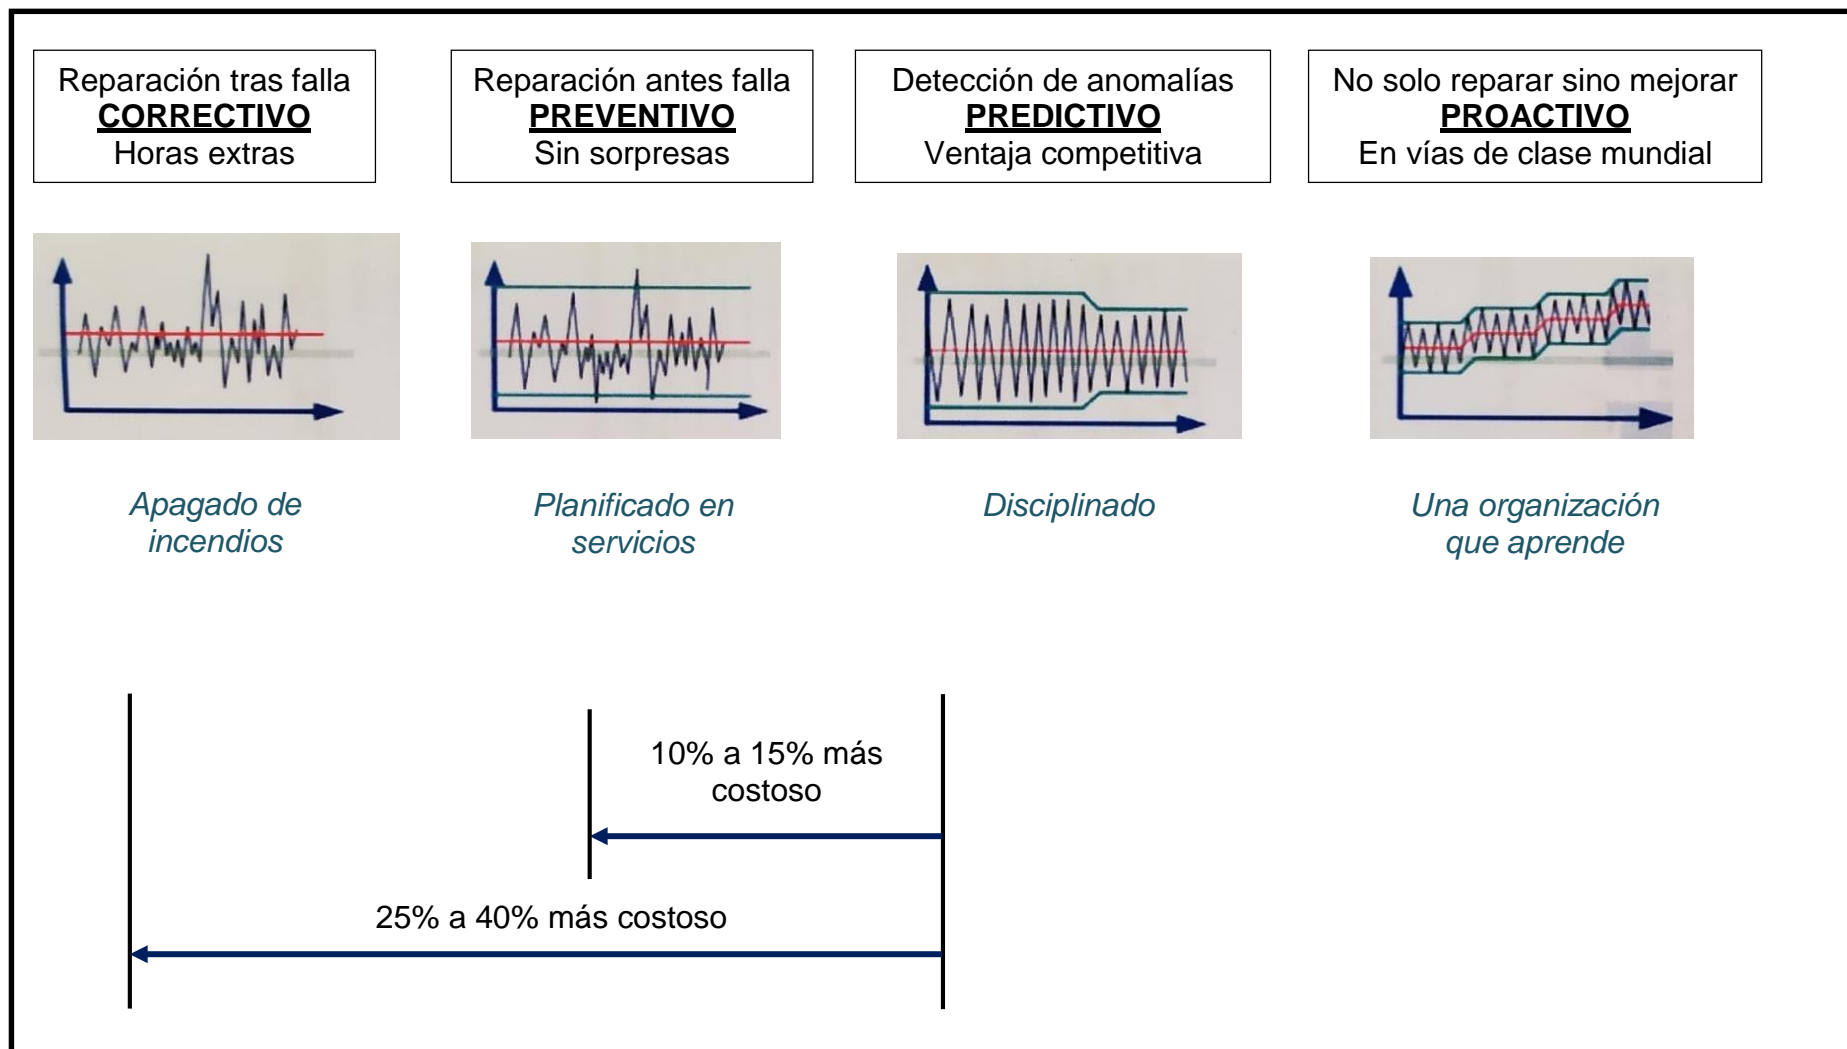 Reparación tras falla
CORRECTIVO
Horas extras
Reparación antes falla
PREVENTIVO
Sin sorpresas
Detección de anomalías
PREDICTIVO
Ventaja competitiva
No solo reparar sino mejorar
PROACTIVO
En vías de clase mundial
Apagado de
incendios
Planificado en
servicios
Disciplinado
Una organización
que aprende
10% a 15% más
costoso
25% a 40% más costoso